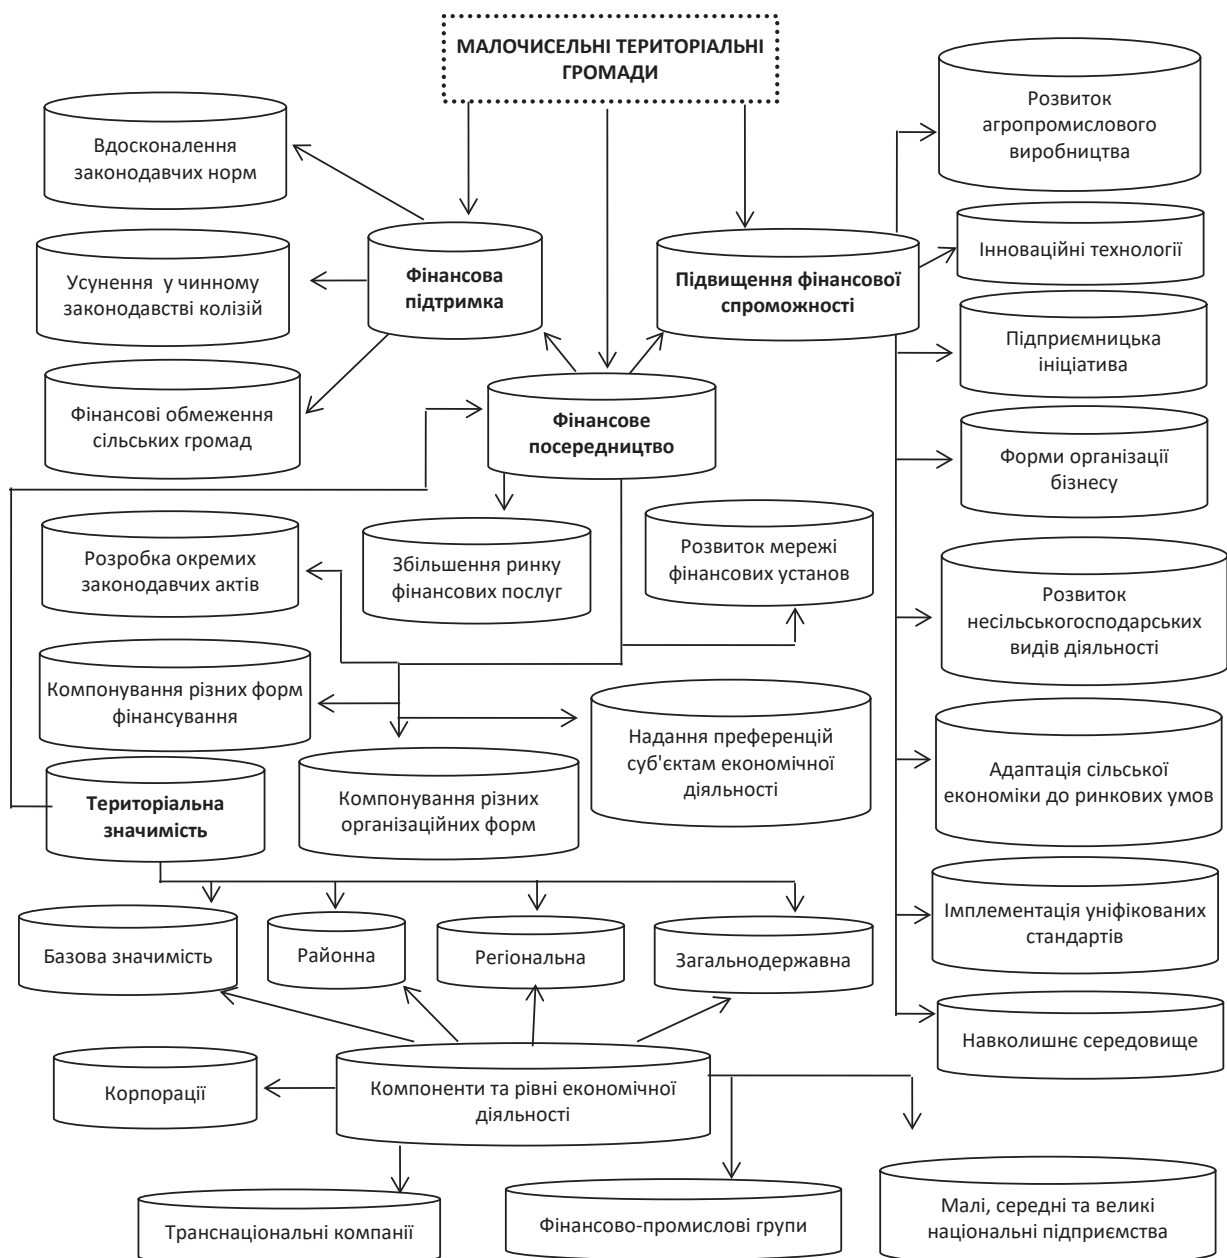 МАЛОЧИСЕЛЬНІ ТЕРИТОРІАЛЬНІ
ГРОМАДИ
Вдосконалення
законодавчих норм
Усунення у чинному
законодавстві колізій
Фінансові обмеження
сільських громад
Фінансова
підтримка
Підвищення фінансової
спроможності
Фінансове
посередництво
Розвиток
агропромислового
виробництва
Інноваційні технології
Підприємницька
ініціатива
Форми організації
бізнесу
Розвиток
несільськогосподарських
видів діяльності
Адаптація сільської
економіки до ринкових умов
Імплементація уніфікованих
стандартів
Навколишнє середовище
Розробка окремих
законодавчих актів
Збільшення ринку
фінансових послуг
Розвиток мережі
фінансових установ
Компонування різних форм
фінансування
Надання преференцій
суб'єктам економічної
діяльності
Територіальна
значимість
Компонування різних
організаційних форм
Базова значимість
Районна
Регіональна
Загальнодержавна
Корпорації
Компоненти та рівні економічної
діяльності
Транснаціональні компанії
Фінансово-промислові групи
Малі, середні та великі
національні підприємства